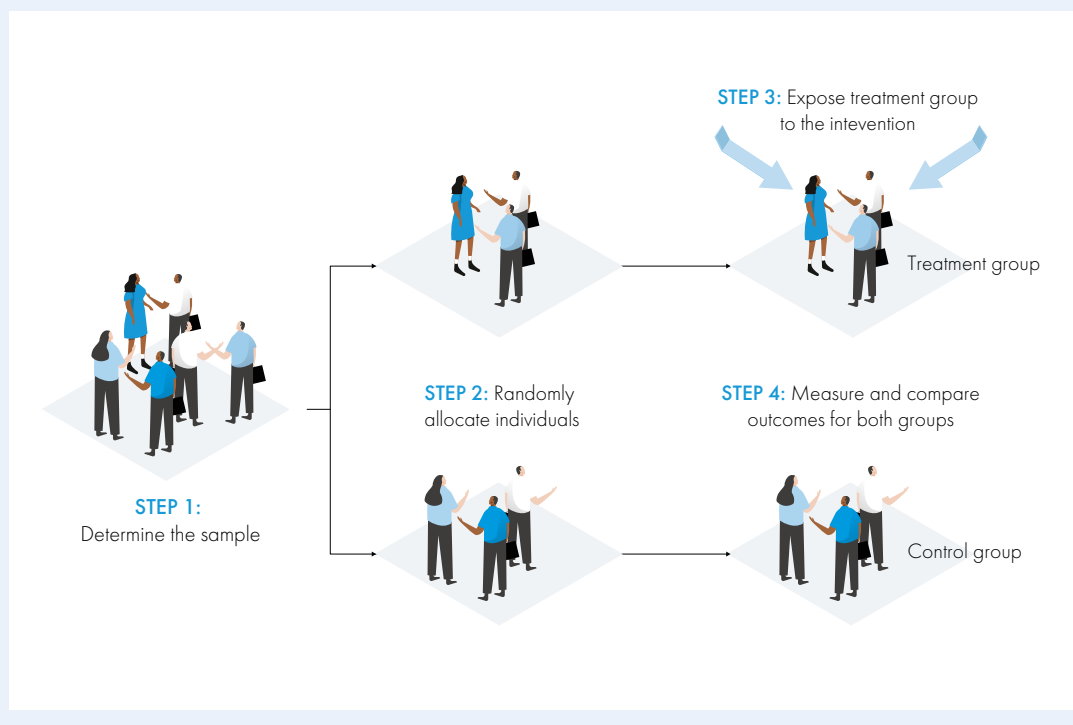 STEP 1:
Determine the sample
STEP 2: Randomly
allocate individuals
STEP 3: Expose treatment group
to the intevention
Treatment group
STEP 4: Measure and compare
outcomes for both groups
Control group